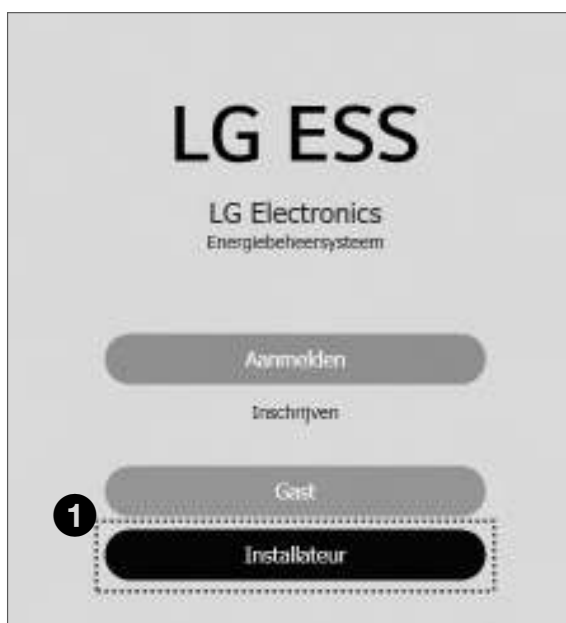 LG ESS
LG Electronics
Energiebeheersysteem
Aanmelden
Inschrijven
Gast
1
Installateur